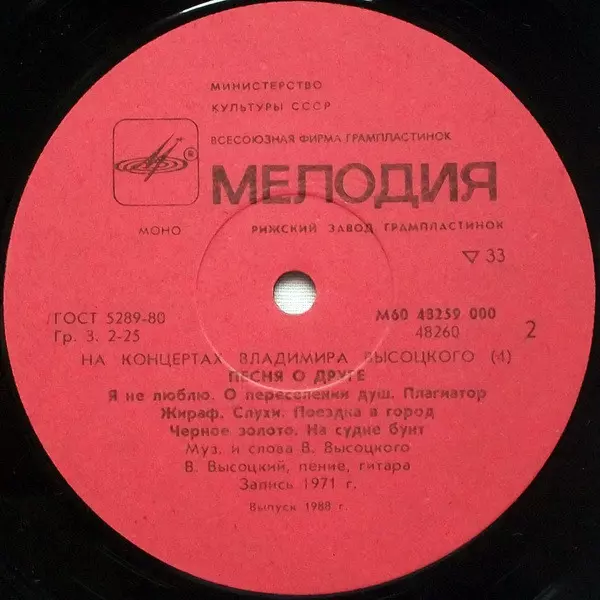 МИНИСТЕРСТВО
КУЛЬТУРЫ СССР
ВСЕСОЮЗНАЯ ФИРМА ГРАМПЛАСТИНОК
®
МЕЛОДИЯ
МОНО РИЖСКИЙ ЗАВОД ГРАМПЛАСТИНОК
▽ 33
ГОСТ 5289-80 М60 48259 000
Гр. 3. 2-25 48260 2
НА КОНЦЕРТАХ ВЛАДИМИРА ВЫСОЦКОГО (4)
ПЕСНЯ О ДРУГЕ
Я не люблю. О переселении душ. Плагиатор
Жираф. Слухи. Поездка в город
Черное золото. На судне бунт
Муз. и слова В. Высоцкого
В. Высоцкий, пение, гитара
Запись 1971 г.
Выпуск 1988 г.